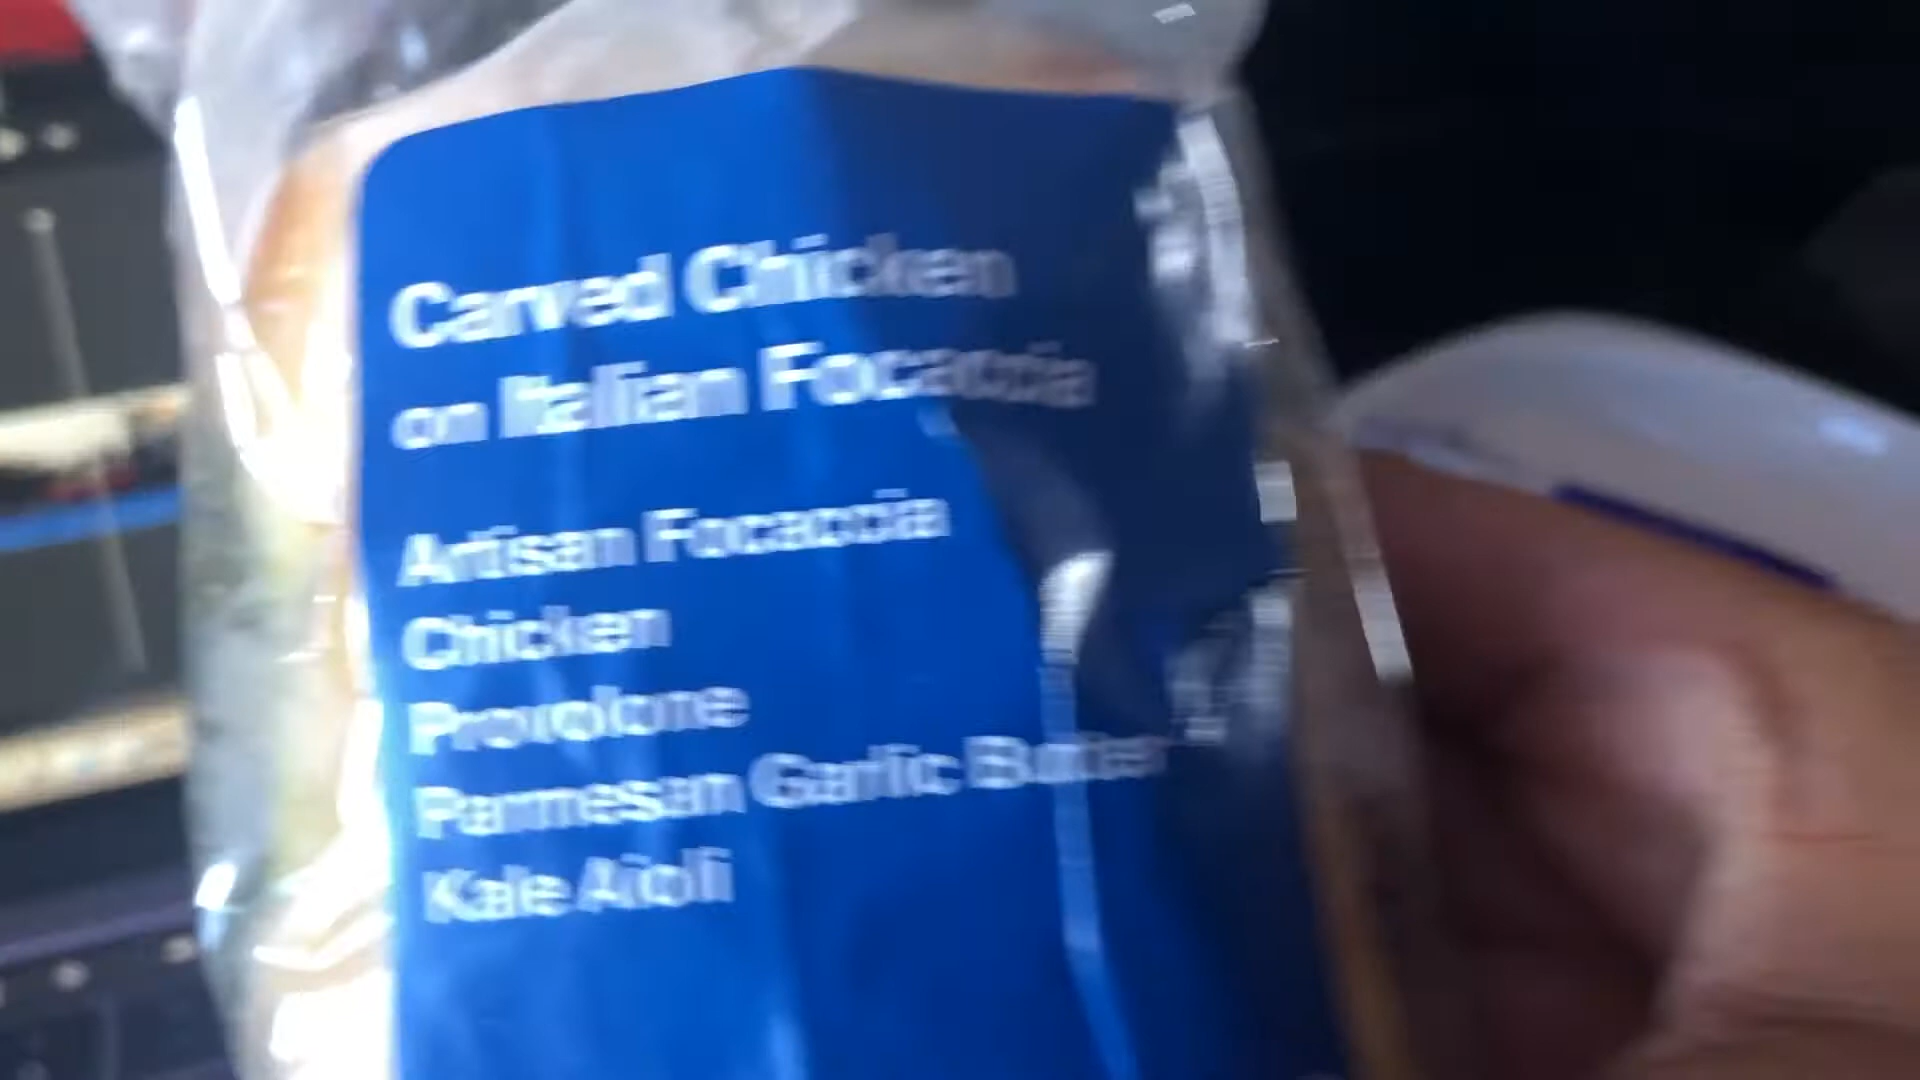 Carved Chicken
on Italian Focaccia
Artisan Focaccia
Chicken
Provolone
Parmesan Garlic Butter
Kale Aioli